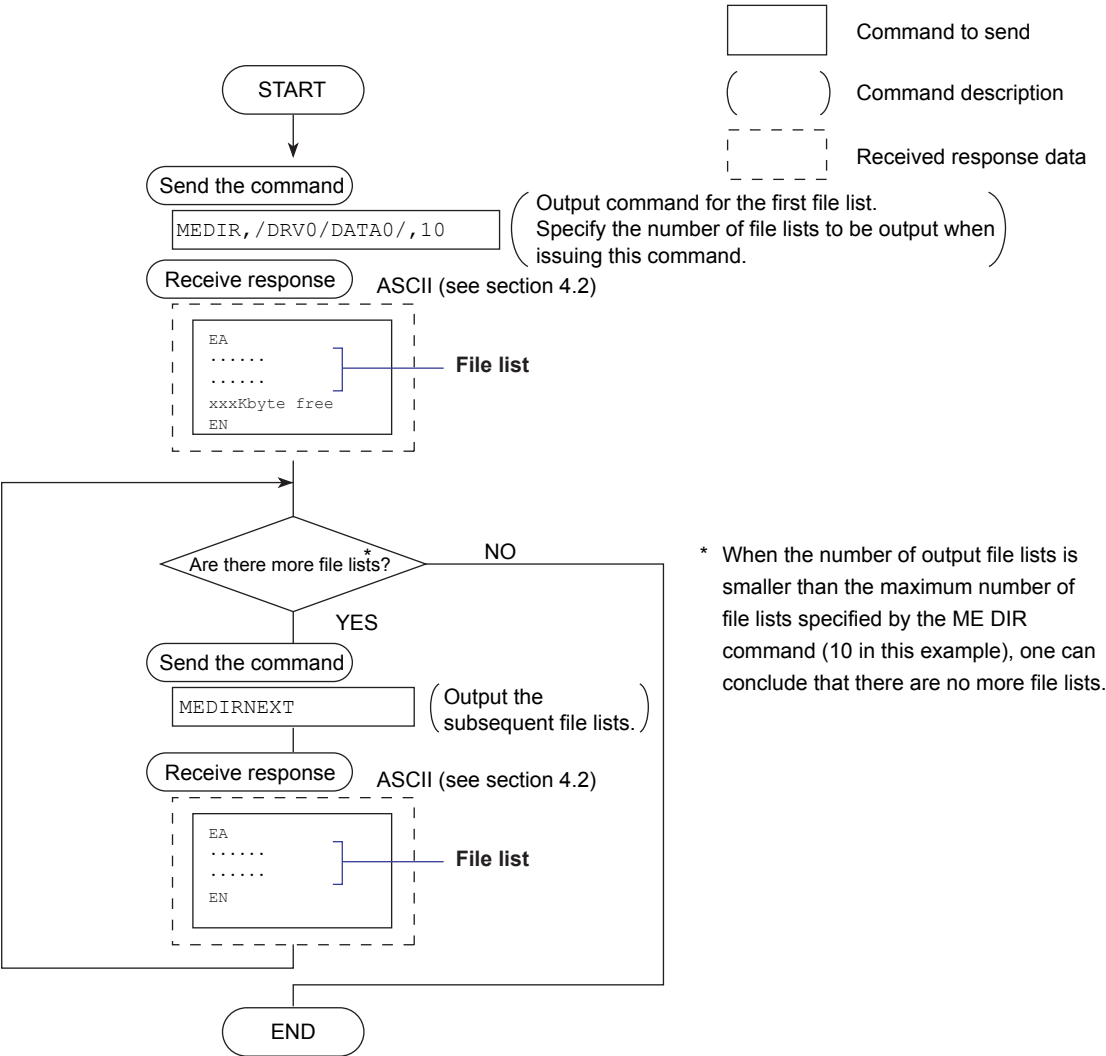 Command to send
Command description
Received response data
START
Send the command
MEDIR,/DRV0/DATA0/,10
Output command for the first file list.
Specify the number of file lists to be output when
issuing this command.
Receive response
ASCII (see section 4.2)
EA
······
······
xxxKbyte free
EN
File list
Are there more file lists?*
NO
YES
* When the number of output file lists is
smaller than the maximum number of
file lists specified by the ME DIR
command (10 in this example), one can
conclude that there are no more file lists.
Send the command
MEDIRNEXT
Output the
subsequent file lists.
Receive response
ASCII (see section 4.2)
EA
······
······
EN
File list
END